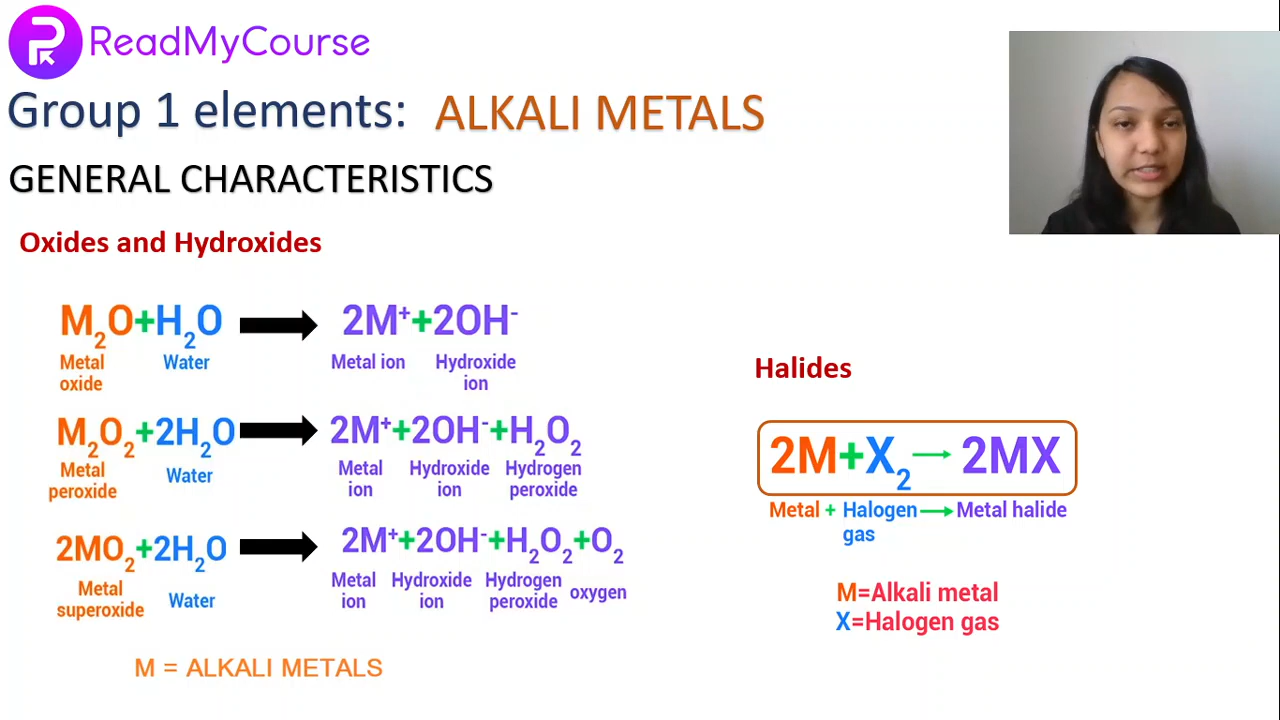 ReadMyCourse
Group 1 elements: ALKALI METALS
GENERAL CHARACTERISTICS
Oxides and Hydroxides
M₂O+H₂O → 2M⁺+2OH⁻
Metal oxide Water Metal ion Hydroxide ion
M₂O₂+2H₂O → 2M⁺+2OH⁻+H₂O₂
Metal peroxide Water Metal ion Hydroxide ion Hydrogen peroxide
2MO₂+2H₂O → 2M⁺+2OH⁻+H₂O₂+O₂
Metal superoxide Water Metal ion Hydroxide ion Hydrogen peroxide oxygen
M = ALKALI METALS
Halides
2M+X₂ → 2MX
Metal + Halogen gas → Metal halide
M=Alkali metal
X=Halogen gas